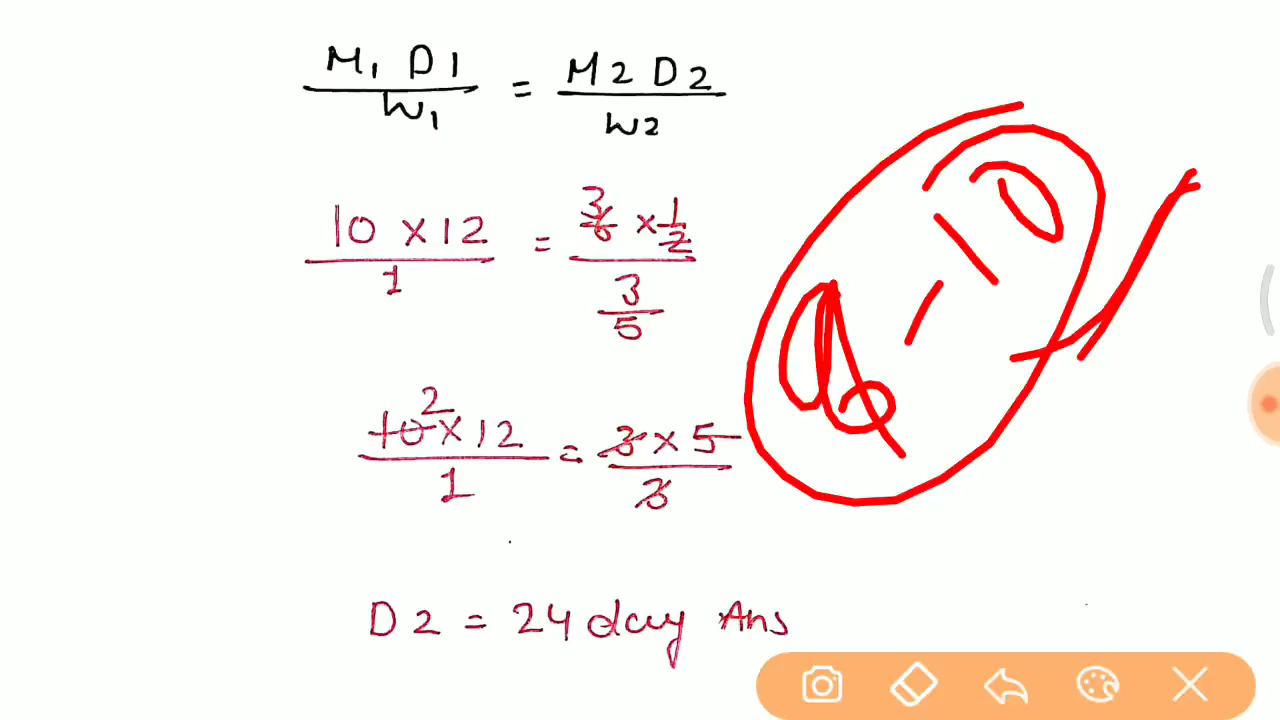 M1 D1 / W1 = M2 D2 / W2
10 x 12 / 1 = 3 6 x 1/2 / 3/5
10 2 x 12 / 1 = 3 x 5 / 3
D2 = 24 day Ans